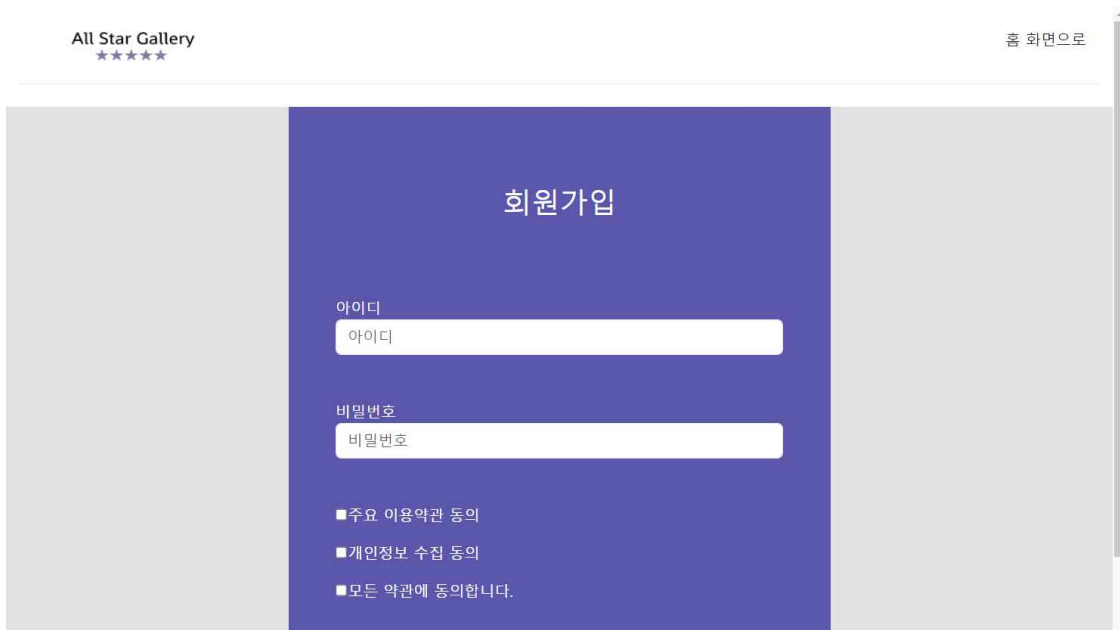 All Star Gallery
★★★★★
홈 화면으로
회원가입
아이디
아이디
비밀번호
비밀번호
주요 이용약관 동의
개인정보 수집 동의
모든 약관에 동의합니다.